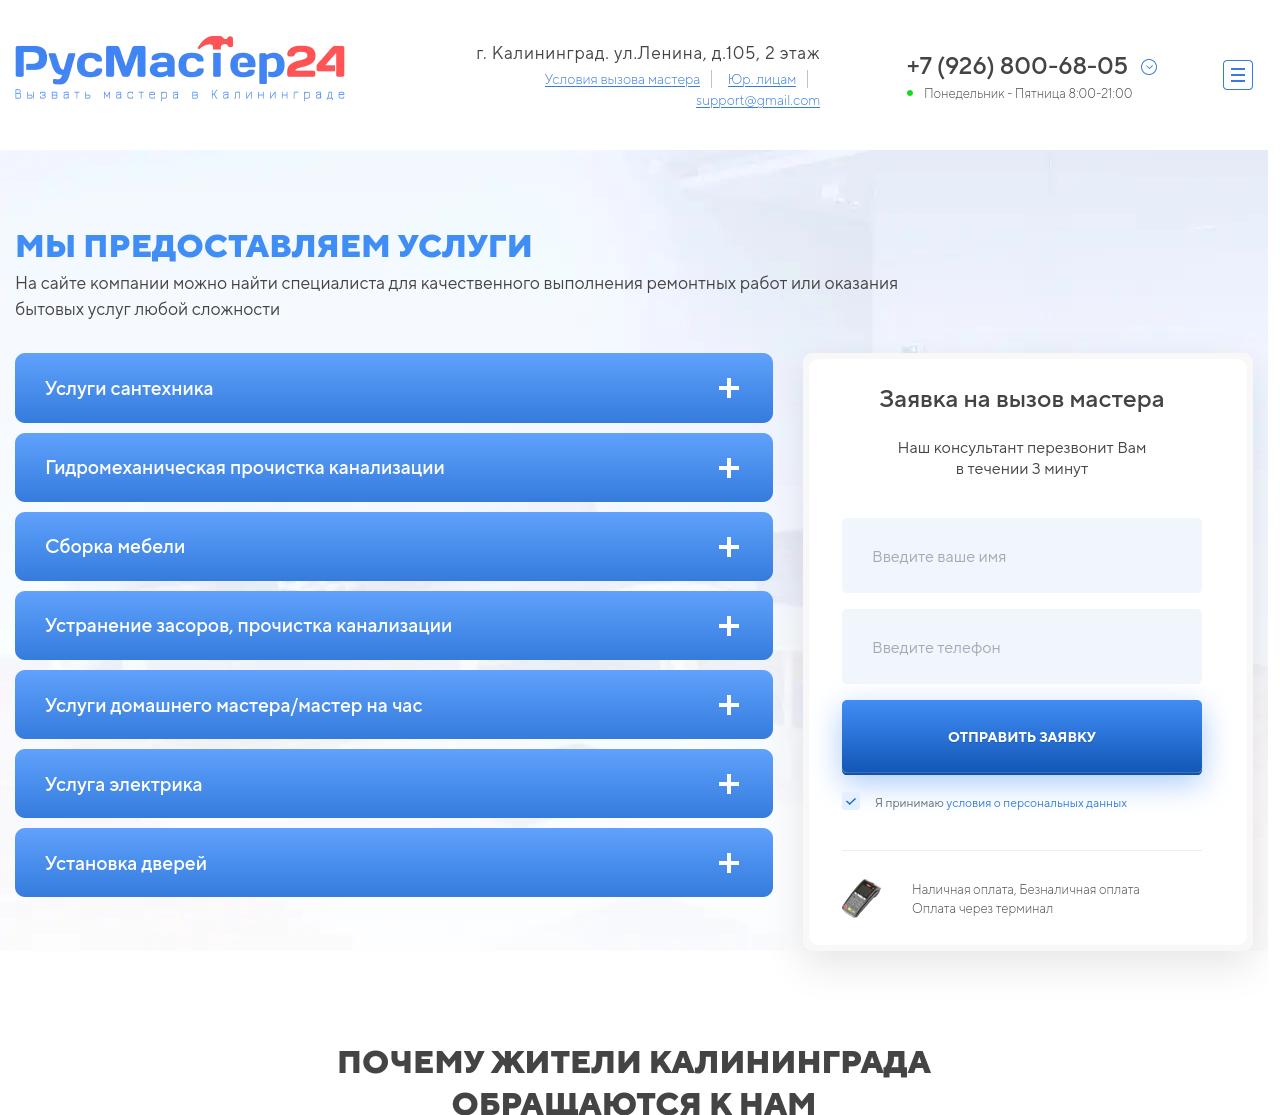 РусМастер24
Вызвать мастера в Калининграде
г. Калининград. ул.Ленина, д.105, 2 этаж
Условия вызова мастера
Юр. лицам
support@gmail.com
+7 (926) 800-68-05
Понедельник - Пятница 8:00-21:00
МЫ ПРЕДОСТАВЛЯЕМ УСЛУГИ
На сайте компании можно найти специалиста для качественного выполнения ремонтных работ или оказания
бытовых услуг любой сложности
Услуги сантехника
Гидромеханическая прочистка канализации
Сборка мебели
Устранение засоров, прочистка канализации
Услуги домашнего мастера/мастер на час
Услуга электрика
Установка дверей
Заявка на вызов мастера
Наш консультант перезвонит Вам
в течении 3 минут
Введите ваше имя
Введите телефон
ОТПРАВИТЬ ЗАЯВКУ
Я принимаю условия о персональных данных
Наличная оплата, Безналичная оплата
Оплата через терминал
ПОЧЕМУ ЖИТЕЛИ КАЛИНИНГРАДА
ОБРАЩАЮТСЯ К НАМ